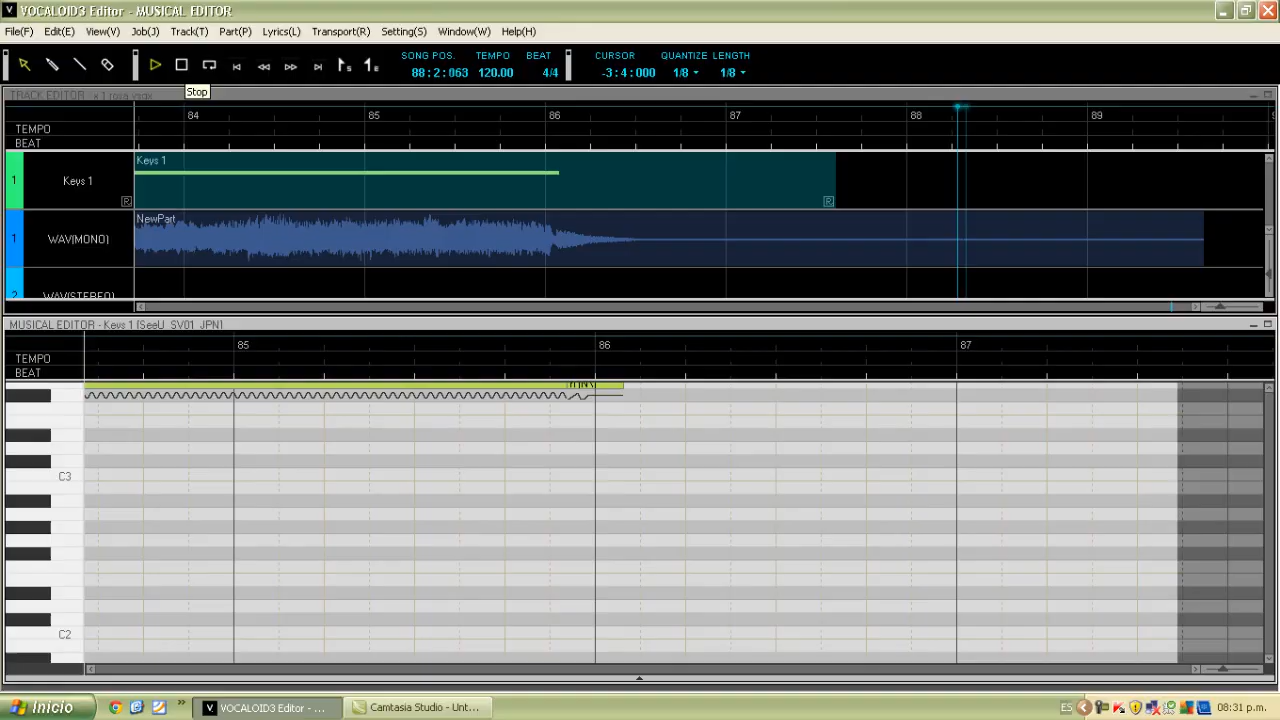 VOCALOID3 Editor - MUSICAL EDITOR
File(F) Edit(E) View(V) Job(J) Track(T) Part(P) Lyrics(L) Transport(R) Setting(S) Window(W) Help(H)
SONG POS. TEMPO BEAT CURSOR QUANTIZE LENGTH
88:2:063 120.00 4/4 -3:4:000 1/8 1/8
Stop
TRACK EDITOR
84 85 86 87 88 89
TEMPO
BEAT
Keys 1
1 Keys 1
R R
NewPart
1 WAV(MONO)
2 WAV(STEREO)
MUSICAL EDITOR - Keys 1 [SeeU_SV01_JPN]
85 86 87
TEMPO
BEAT
C3
C2
Inicio VOCALOID3 Editor - ... Camtasia Studio - Unt... ES 08:31 p.m.